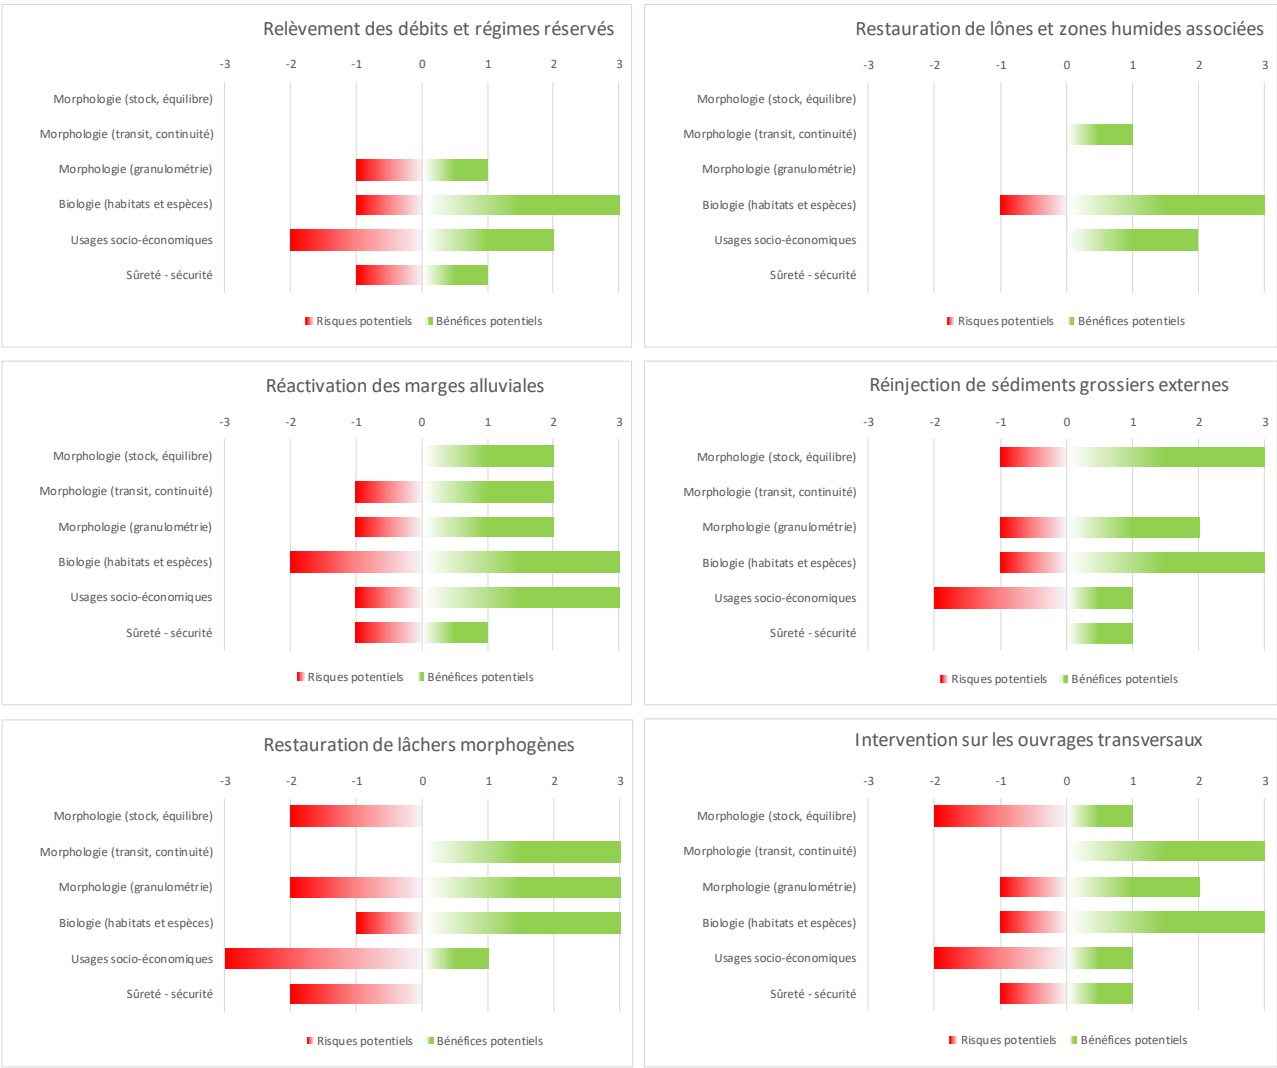 Relèvement des débits et régimes réservés
-3 -2 -1 0 1 2 3
Morphologie (stock, équilibre)
Morphologie (transit, continuité)
Morphologie (granulométrie)
Biologie (habitats et espèces)
Usages socio-économiques
Sûreté - sécurité
Risques potentiels Bénéfices potentiels
Restauration de lônes et zones humides associées
-3 -2 -1 0 1 2 3
Morphologie (stock, équilibre)
Morphologie (transit, continuité)
Morphologie (granulométrie)
Biologie (habitats et espèces)
Usages socio-économiques
Sûreté - sécurité
Risques potentiels Bénéfices potentiels
Réactivation des marges alluviales
-3 -2 -1 0 1 2 3
Morphologie (stock, équilibre)
Morphologie (transit, continuité)
Morphologie (granulométrie)
Biologie (habitats et espèces)
Usages socio-économiques
Sûreté - sécurité
Risques potentiels Bénéfices potentiels
Réinjection de sédiments grossiers externes
-3 -2 -1 0 1 2 3
Morphologie (stock, équilibre)
Morphologie (transit, continuité)
Morphologie (granulométrie)
Biologie (habitats et espèces)
Usages socio-économiques
Sûreté - sécurité
Risques potentiels Bénéfices potentiels
Restauration de lâchers morphogènes
-3 -2 -1 0 1 2 3
Morphologie (stock, équilibre)
Morphologie (transit, continuité)
Morphologie (granulométrie)
Biologie (habitats et espèces)
Usages socio-économiques
Sûreté - sécurité
Risques potentiels Bénéfices potentiels
Intervention sur les ouvrages transversaux
-3 -2 -1 0 1 2 3
Morphologie (stock, équilibre)
Morphologie (transit, continuité)
Morphologie (granulométrie)
Biologie (habitats et espèces)
Usages socio-économiques
Sûreté - sécurité
Risques potentiels Bénéfices potentiels